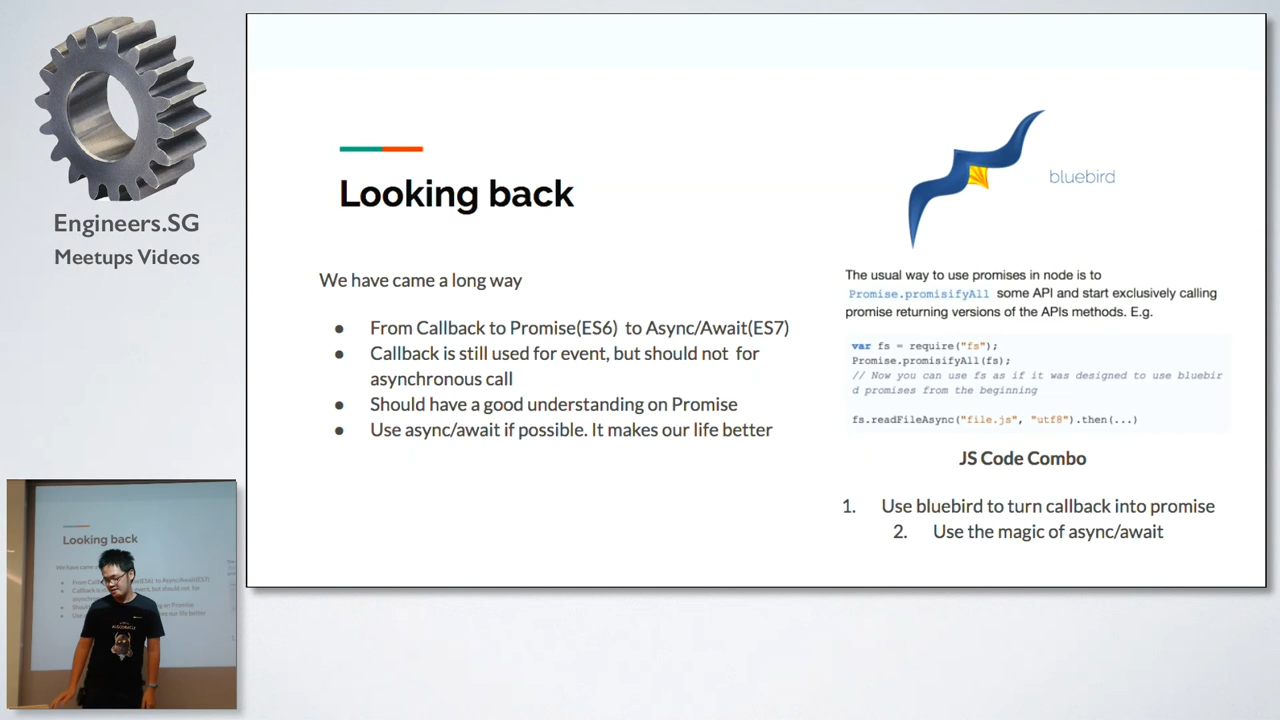 Engineers.SG
Meetups Videos
Looking back
We have came a long way
● From Callback to Promise(ES6) to Async/Await(ES7)
● Callback is still used for event, but should not for
asynchronous call
● Should have a good understanding on Promise
● Use async/await if possible. It makes our life better
bluebird
The usual way to use promises in node is to
Promise.promisifyAll some API and start exclusively calling
promise returning versions of the APIs methods. E.g.
var fs = require("fs");
Promise.promisifyAll(fs);
// Now you can use fs as if it was designed to use bluebir
d promises from the beginning
fs.readFileAsync("file.js", "utf8").then(...)
JS Code Combo
1. Use bluebird to turn callback into promise
2. Use the magic of async/await
Looking back